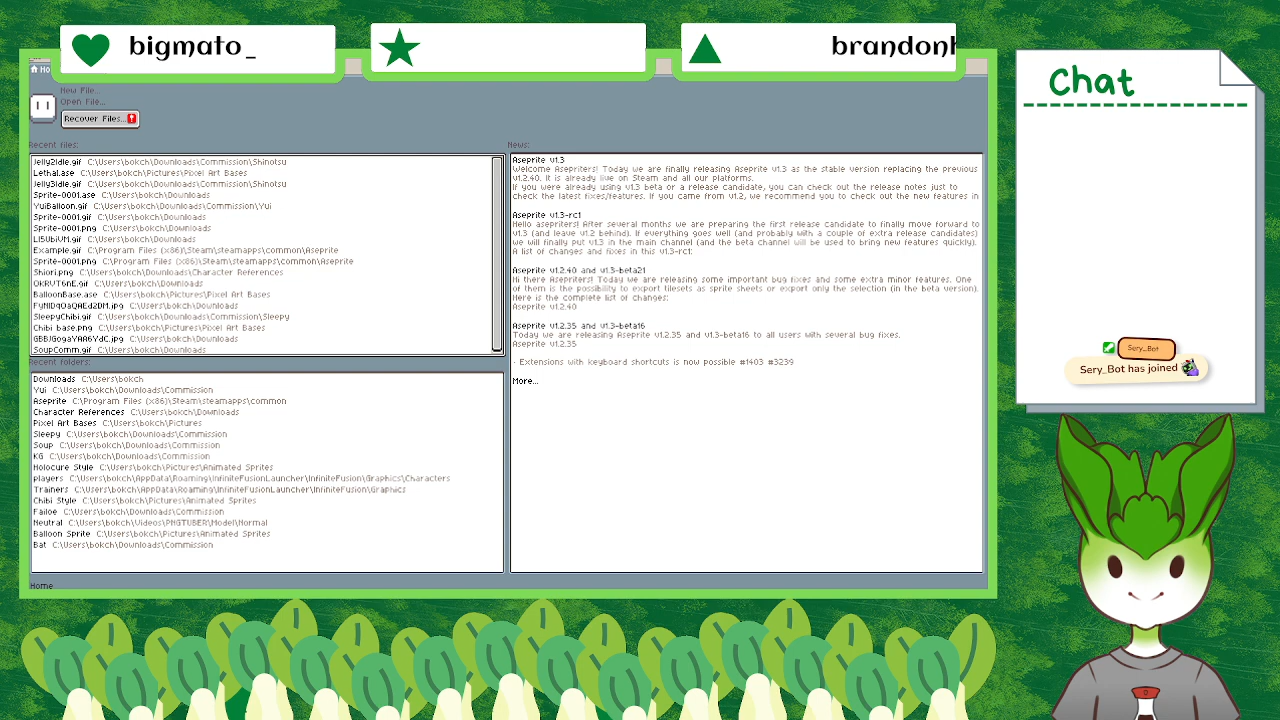 bigmato_
brandonh
Chat
Ho
New File...
Open File...
Recover Files...
Recent files:
Jelly2Idle.gif C:\Users\bokch\Downloads\Commission\Shinotsu
Lethal.ase C:\Users\bokch\Pictures\Pixel Art Bases
Jelly3Idle.gif C:\Users\bokch\Downloads\Commission\Shinotsu
Sprite-0001.ase C:\Users\bokch\Downloads
YuiBalloon.gif C:\Users\bokch\Downloads\Commission\Yui
Sprite-0001.gif C:\Users\bokch\Downloads
Sprite-0001.png C:\Users\bokch\Downloads
LI5UbiVM.gif C:\Users\bokch\Downloads
Example.gif C:\Program Files (x86)\Steam\steamapps\common\Aseprite
Sprite-0001.png C:\Program Files (x86)\Steam\steamapps\common\Aseprite
Shiori.png C:\Users\bokch\Downloads\Character References
OkRVT6nE.gif C:\Users\bokch\Downloads
BalloonBase.ase C:\Users\bokch\Pictures\Pixel Art Bases
C:\Users\bokch\Downloads
SleepyChibi.gif C:\Users\bokch\Downloads\Commission\Sleepy
Chibi base.png C:\Users\bokch\Pictures\Pixel Art Bases
C:\Users\bokch\Downloads
SoupComm.gif C:\Users\bokch\Downloads\Commission
Recent folders:
Downloads C:\Users\bokch
Yui C:\Users\bokch\Downloads\Commission
Aseprite C:\Program Files (x86)\Steam\steamapps\common
Character References C:\Users\bokch\Downloads
Pixel Art Bases C:\Users\bokch\Pictures
Sleepy C:\Users\bokch\Downloads\Commission
Soup C:\Users\bokch\Downloads\Commission
KG C:\Users\bokch\Downloads\Commission
Holocure Style C:\Users\bokch\Pictures\Animated Sprites
players C:\Users\bokch\AppData\Roaming\InfiniteFusionLauncher\InfiniteFusion\Graphics\Characters
Trainers C:\Users\bokch\AppData\Roaming\InfiniteFusionLauncher\InfiniteFusion\Graphics
Chibi Style C:\Users\bokch\Pictures\Animated Sprites
Failoe C:\Users\bokch\Downloads\Commission
Neutral C:\Users\bokch\Videos\PNGTUBER\Model\Normal
Balloon Sprite C:\Users\bokch\Pictures\Animated Sprites
Bat C:\Users\bokch\Downloads\Commission
Home
News:
Aseprite v1.3
Welcome Asepriters! Today we are finally releasing Aseprite v1.3 as the stable version replacing the previous
v1.2.40. It is already live on Steam and all our platforms.
If you were already using v1.3 beta or a release candidate, you can check out the release notes just to
check the latest fixes/features. If you came from v1.2, we recommend you to check out the new features in
Aseprite v1.3-rc1
Hello asepriters! After several months we are preparing the first release candidate to finally move forward to
v1.3 (and leave v1.2 behind). If everything goes well (and probably with a couple of extra release candidates)
we will finally put v1.3 in the main channel (and the beta channel will be used to bring new features quickly).
A list of changes and fixes in this v1.3-rc1:
Aseprite v1.2.40 and v1.3-beta21
Hi there Asepriters! Today we are releasing some important bug fixes and some extra minor features. One
of them is the possibility to export tilesets as sprite sheets or export only the selection (in the beta version).
Here is the complete list of changes:
Aseprite v1.2.40
Aseprite v1.2.35 and v1.3-beta16
Today we are releasing Aseprite v1.2.35 and v1.3-beta16 to all users with several bug fixes.
Aseprite v1.2.35
· Extensions with keyboard shortcuts is now possible #1403 #3239
More...
Sery_Bot
Sery_Bot has joined